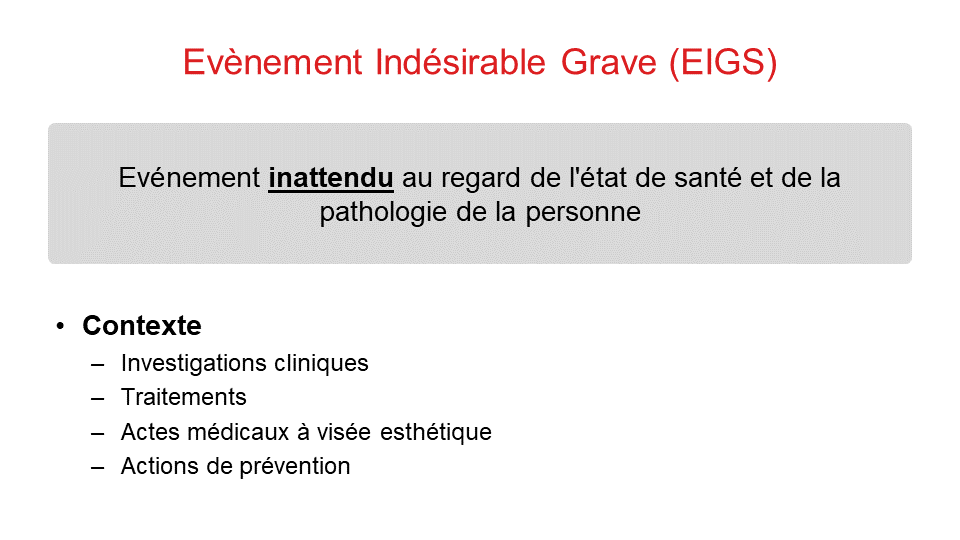 Evènement Indésirable Grave (EIGS)
Evénement inattendu au regard de l'état de santé et de la
pathologie de la personne
• Contexte
– Investigations cliniques
– Traitements
– Actes médicaux à visée esthétique
– Actions de prévention